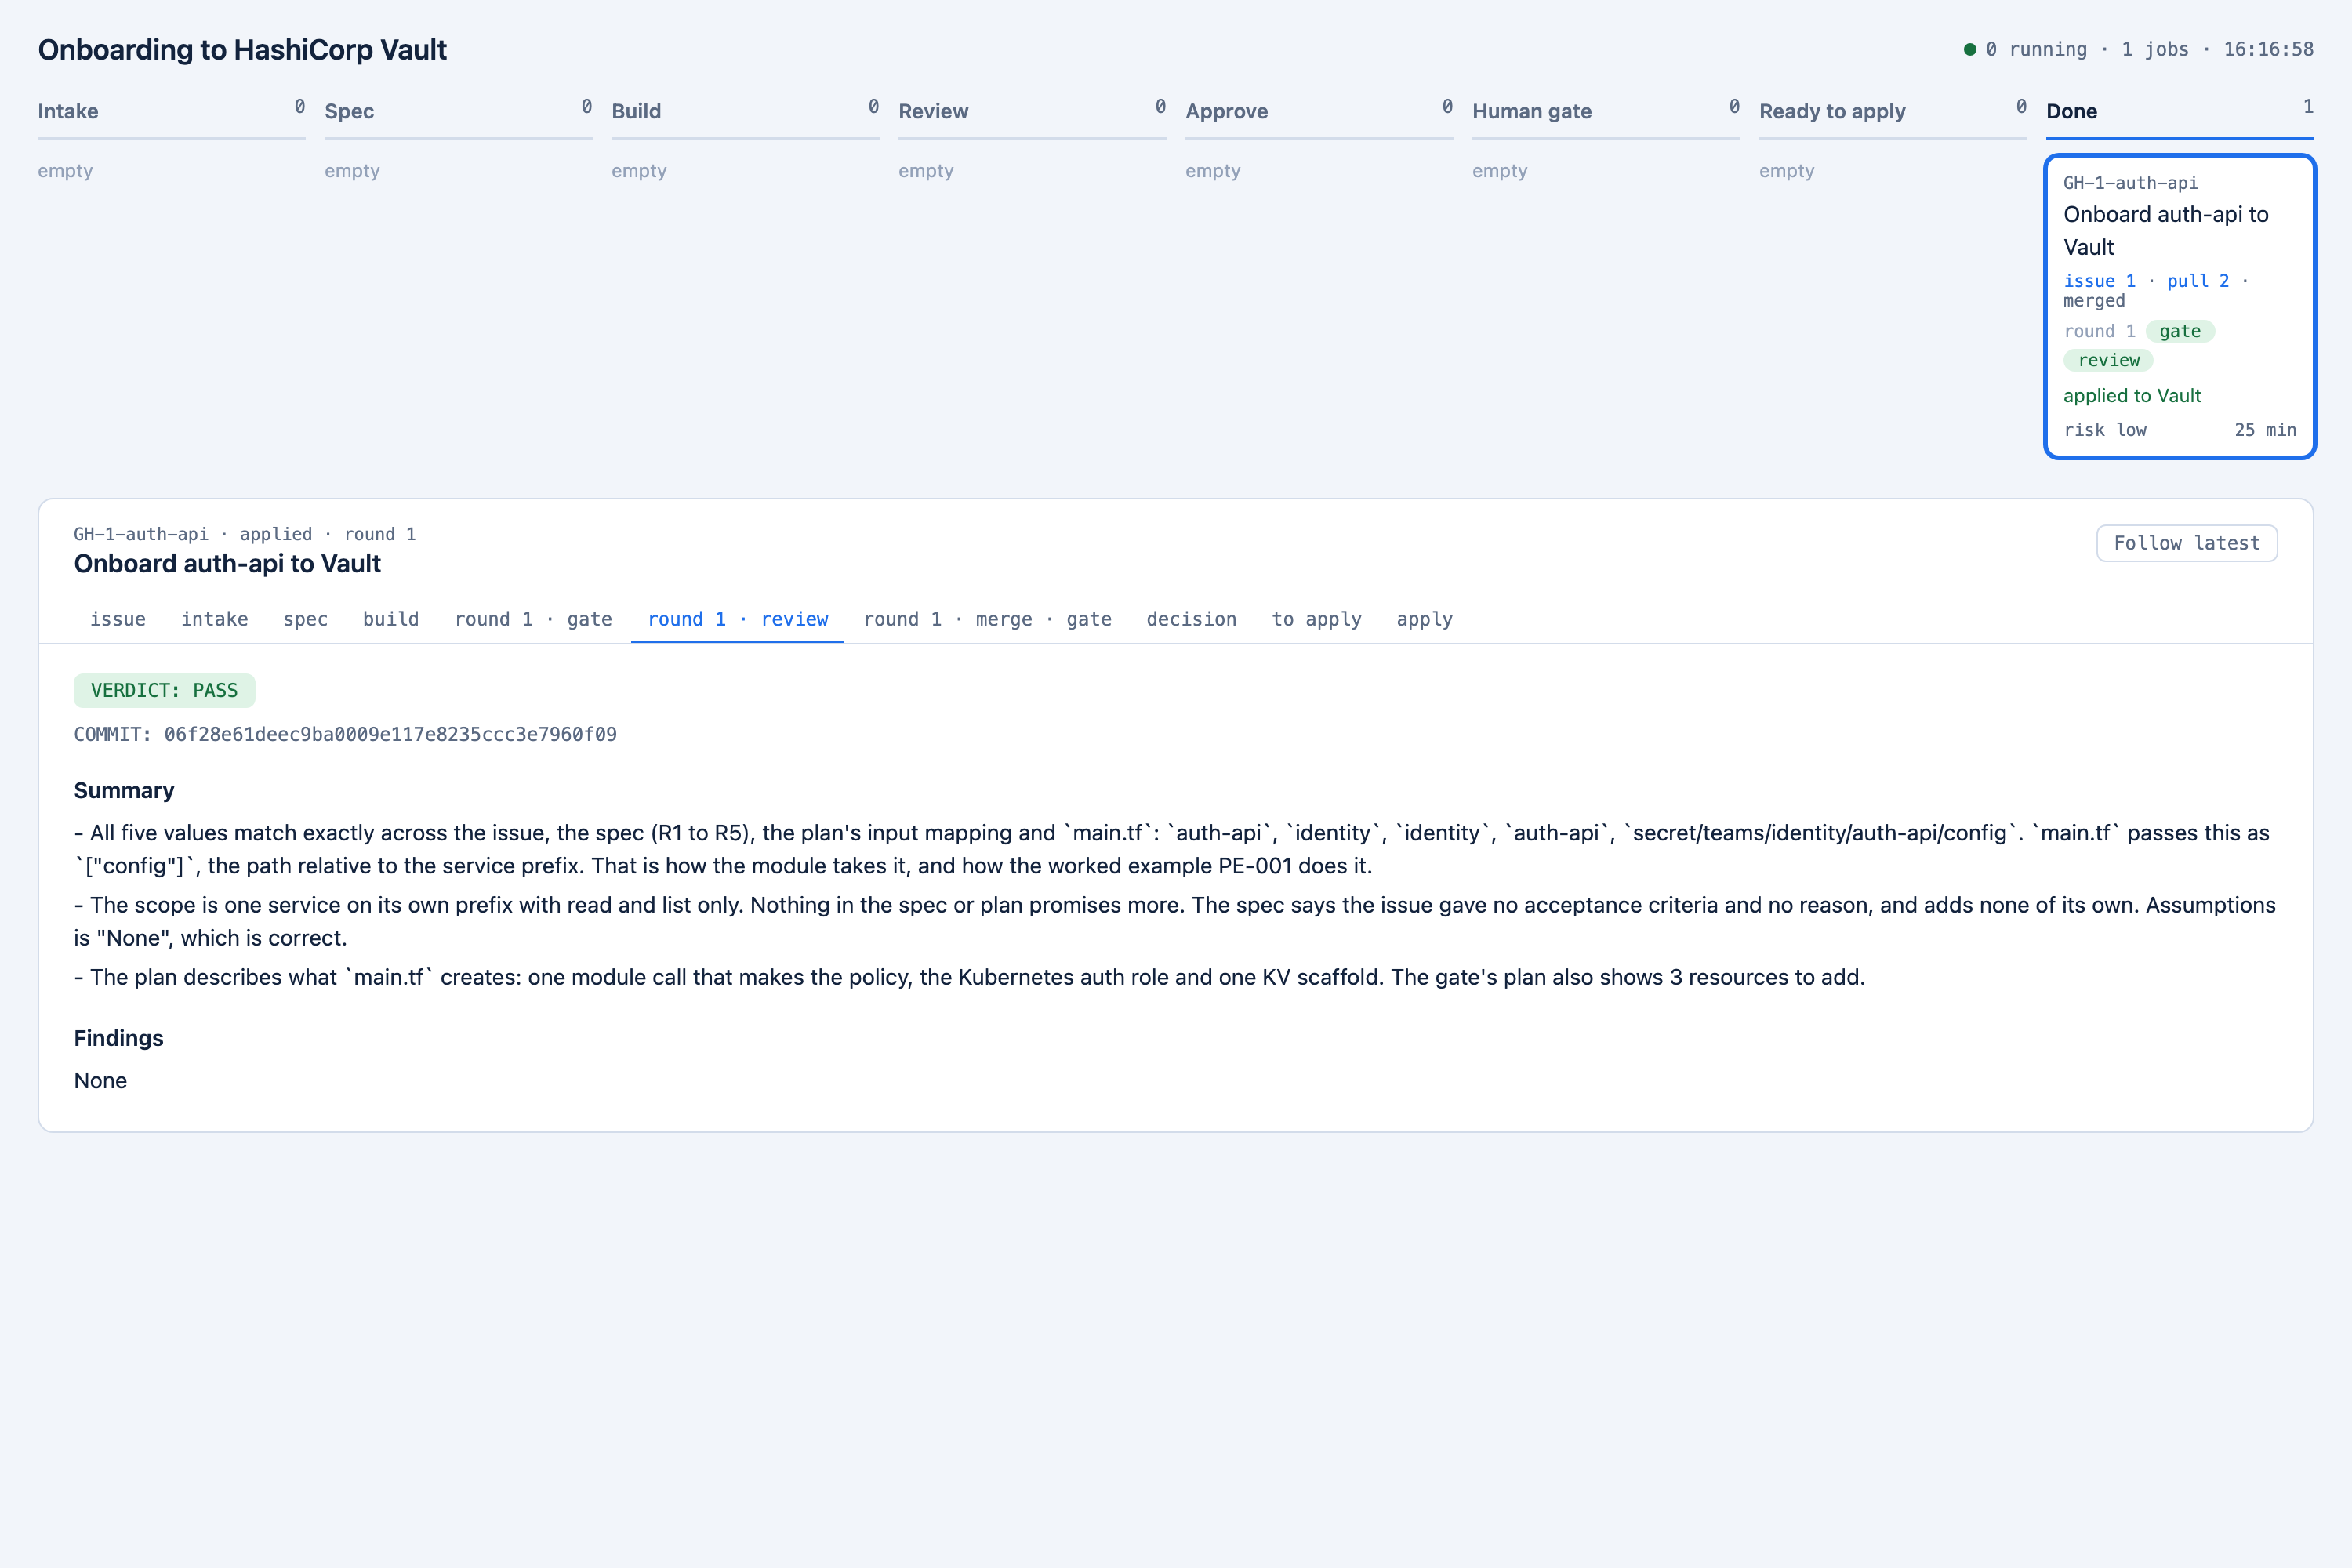 Onboarding to HashiCorp Vault
0 running · 1 jobs · 16:16:58
Intake 0
Spec 0
Build 0
Review 0
Approve 0
Human gate 0
Ready to apply 0
Done 1
empty
empty
empty
empty
empty
empty
empty
GH-1-auth-api
Onboard auth-api to
Vault
issue 1 · pull 2 ·
merged
round 1 gate
review
applied to Vault
risk low 25 min
GH-1-auth-api · applied · round 1
Onboard auth-api to Vault
Follow latest
issue intake spec build round 1 · gate round 1 · review round 1 · merge · gate decision to apply apply
VERDICT: PASS
COMMIT: 06f28e61deec9ba0009e117e8235ccc3e7960f09
Summary
- All five values match exactly across the issue, the spec (R1 to R5), the plan's input mapping and `main.tf`: `auth-api`, `identity`, `identity`, `auth-api`, `secret/teams/identity/auth-api/config`. `main.tf` passes this as
`["config"]`, the path relative to the service prefix. That is how the module takes it, and how the worked example PE-001 does it.
- The scope is one service on its own prefix with read and list only. Nothing in the spec or plan promises more. The spec says the issue gave no acceptance criteria and no reason, and adds none of its own. Assumptions
is "None", which is correct.
- The plan describes what `main.tf` creates: one module call that makes the policy, the Kubernetes auth role and one KV scaffold. The gate's plan also shows 3 resources to add.
Findings
None